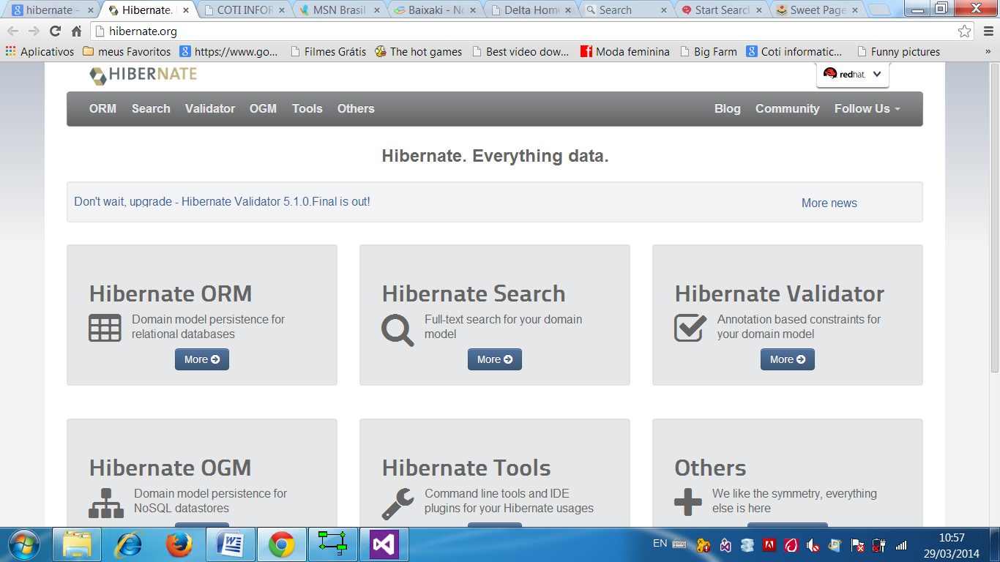 hibernate -
Hibernate.
COTI INFOR
MSN Brasil
Baixaki - No
Delta Home
Search
Start Search
Sweet Page
hibernate.org
Aplicativos
meus Favoritos
https://www.go...
Filmes Grátis
The hot games
Best video dow...
Moda feminina
Big Farm
Coti informatic...
Funny pictures
»
HIBERNATE
redhat.
ORM Search Validator OGM Tools Others Blog Community Follow Us
Hibernate. Everything data.
Don't wait, upgrade - Hibernate Validator 5.1.0.Final is out! More news
Hibernate ORM
Domain model persistence for
relational databases
More
Hibernate Search
Full-text search for your domain
model
More
Hibernate Validator
Annotation based constraints for
your domain model
More
Hibernate OGM
Domain model persistence for
NoSQL datastores
Hibernate Tools
Command line tools and IDE
plugins for your Hibernate usages
Others
We like the symmetry, everything
else is here
EN
10:57
29/03/2014